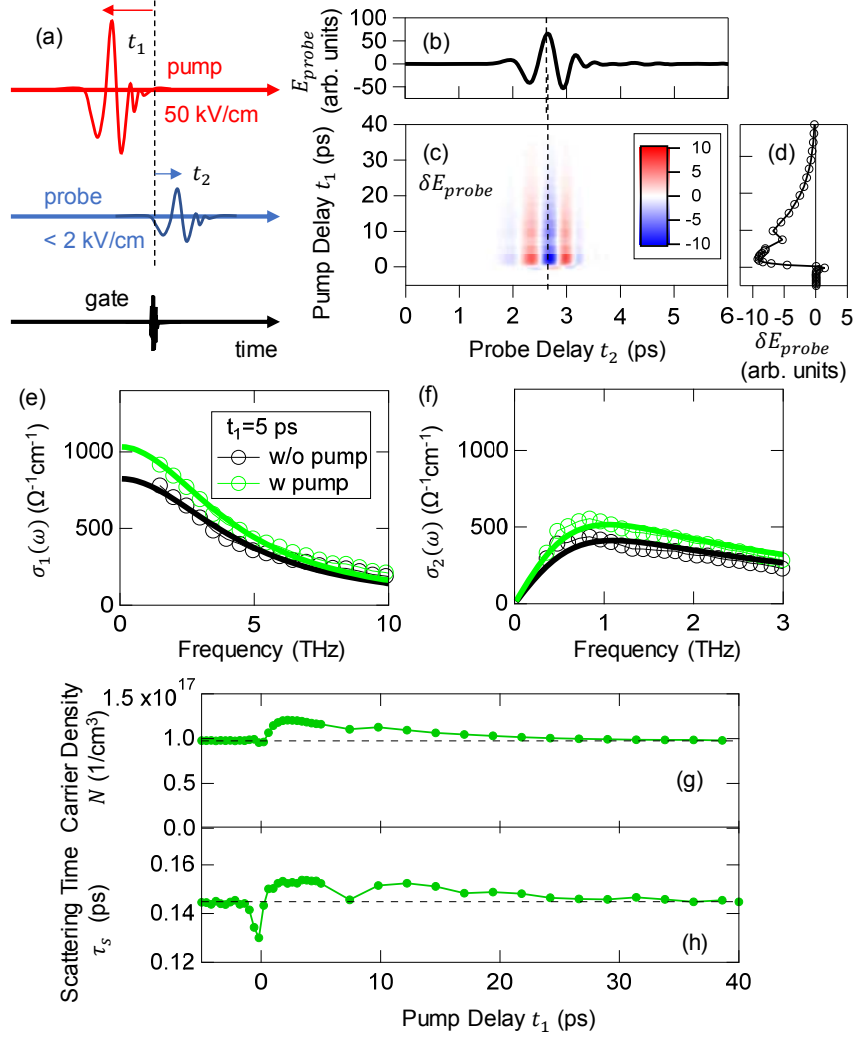 (a)
t1
pump
50 kV/cm
t2
probe
< 2 kV/cm
gate
time
(b)
Eprobe
(arb. units)
100
50
0
-50
(c)
δEprobe
10
5
0
-5
-10
Pump Delay t1 (ps)
40
30
20
10
0
0 1 2 3 4 5 6
Probe Delay t2 (ps)
(d)
-10 -5 0 5
δEprobe
(arb. units)
(e)
t1=5 ps
w/o pump
w pump
σ1(ω) (Ω-1cm-1)
1000
500
0
0 5 10
Frequency (THz)
(f)
σ2(ω) (Ω-1cm-1)
1000
500
0
0 1 2 3
Frequency (THz)
Carrier Density
N (1/cm3)
1.5 x10^17
1.0
0.5
0.0
(g)
Scattering Time
τs (ps)
0.16
0.14
0.12
(h)
0 10 20 30 40
Pump Delay t1 (ps)